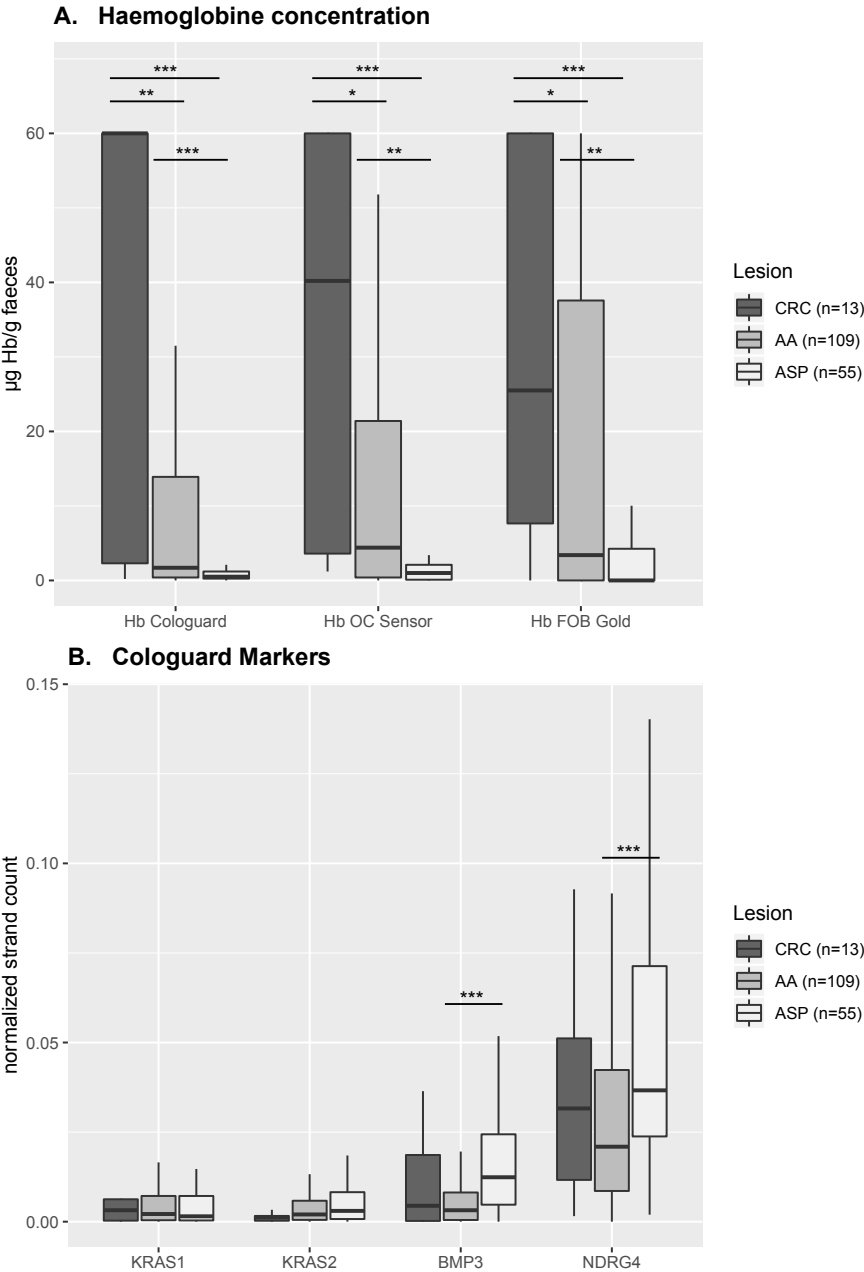 A. Haemoglobine concentration
*** *** ***
** * *
*** ** **
60
40
20
0
µg Hb/g faeces
Hb Cologuard Hb OC Sensor Hb FOB Gold
Lesion
CRC (n=13)
AA (n=109)
ASP (n=55)
B. Cologuard Markers
0.15
0.10
0.05
0.00
normalized strand count
***
***
KRAS1 KRAS2 BMP3 NDRG4
Lesion
CRC (n=13)
AA (n=109)
ASP (n=55)